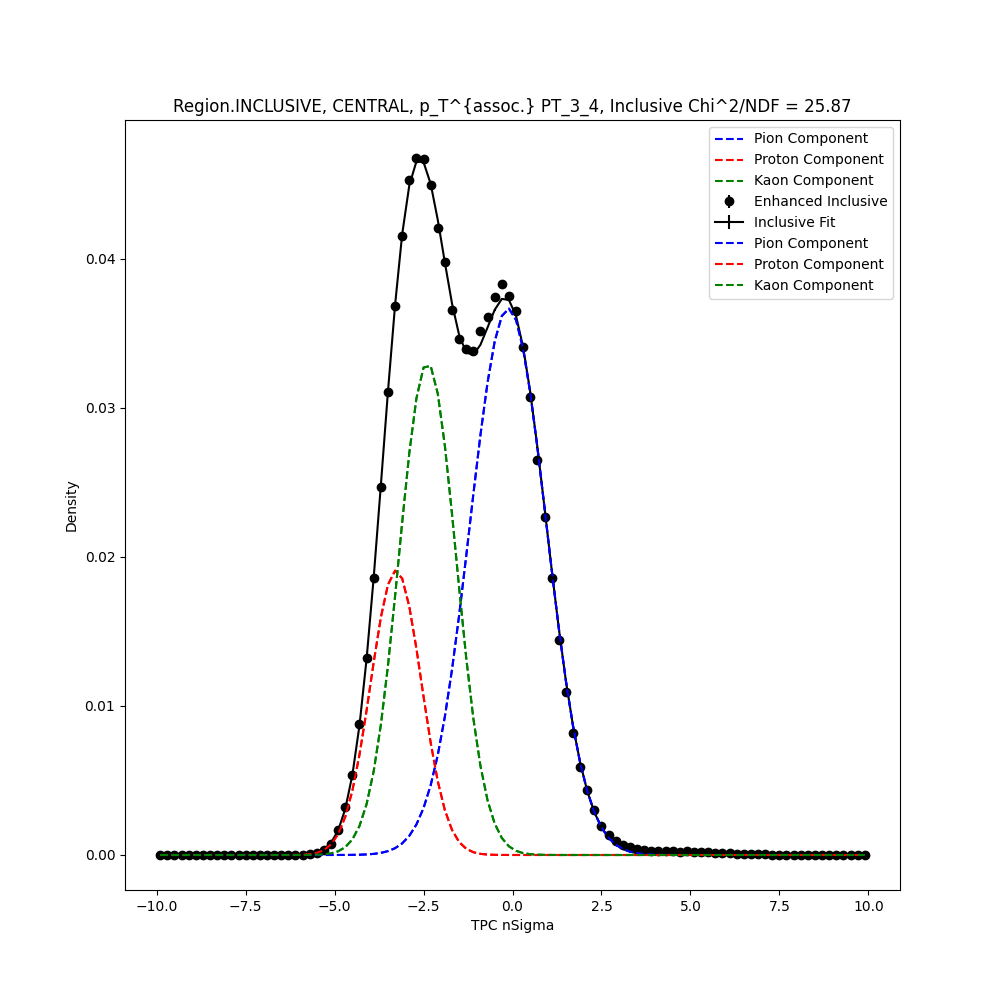 Region.INCLUSIVE, CENTRAL, p_T^{assoc.} PT_3_4, Inclusive Chi^2/NDF = 25.87
Pion Component
Proton Component
Kaon Component
Enhanced Inclusive
Inclusive Fit
Pion Component
Proton Component
Kaon Component
0.04
0.03
0.02
0.01
0.00
Density
−10.0 −7.5 −5.0 −2.5 0.0 2.5 5.0 7.5 10.0
TPC nSigma